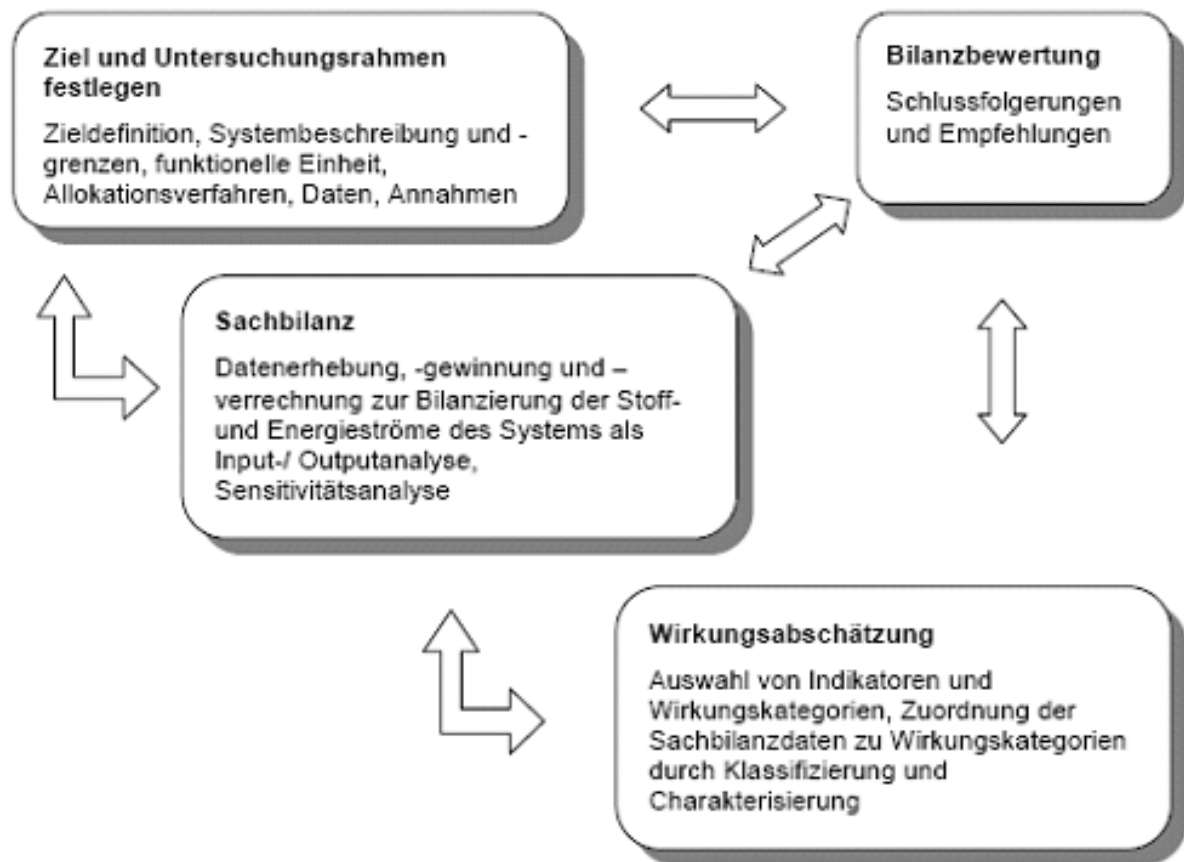 Ziel und Untersuchungsrahmen
festlegen
Zieldefinition, Systembeschreibung und -
grenzen, funktionelle Einheit,
Allokationsverfahren, Daten, Annahmen
Bilanzbewertung
Schlussfolgerungen
und Empfehlungen
Sachbilanz
Datenerhebung, -gewinnung und –
verrechnung zur Bilanzierung der Stoff-
und Energieströme des Systems als
Input-/ Outputanalyse,
Sensitivitätsanalyse
Wirkungsabschätzung
Auswahl von Indikatoren und
Wirkungskategorien, Zuordnung der
Sachbilanzdaten zu Wirkungskategorien
durch Klassifizierung und
Charakterisierung